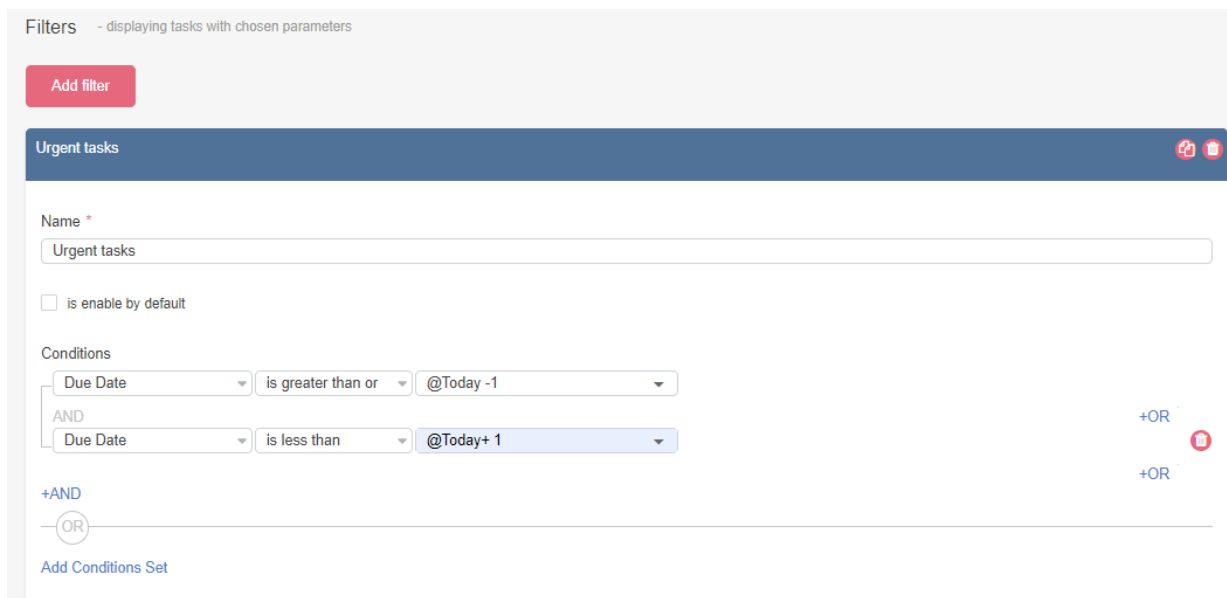 Filters - displaying tasks with chosen parameters
Add filter
Urgent tasks
Name *
Urgent tasks
is enable by default
Conditions
Due Date is greater than or @Today -1
AND +OR
Due Date is less than @Today+ 1
+OR
+AND
OR
Add Conditions Set